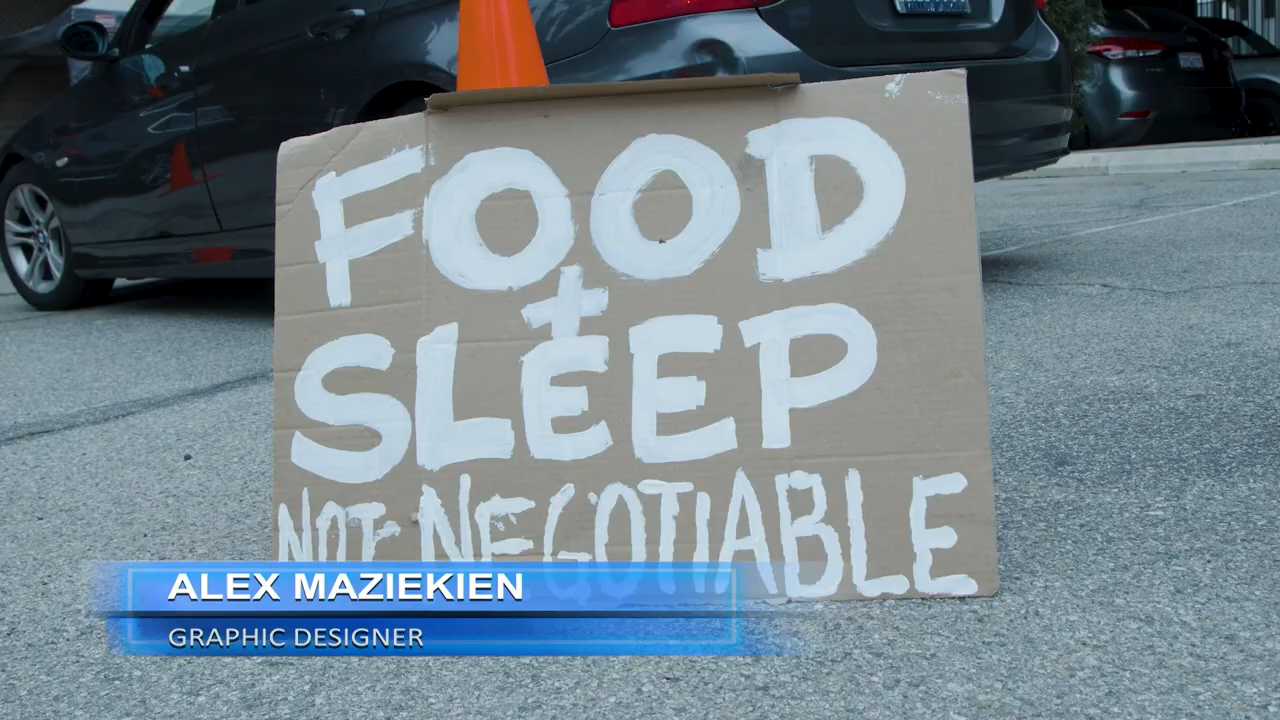 FOOD
+
SLEEP
NOT NEGOTIABLE
ALEX MAZIEKIEN
GRAPHIC DESIGNER